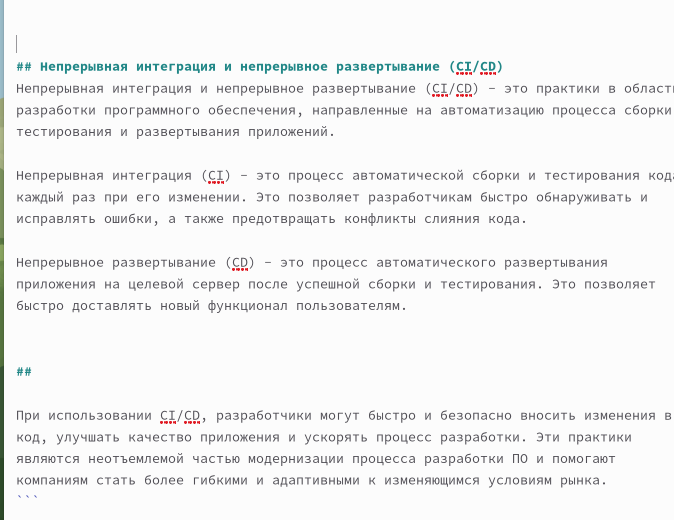 ## Непрерывная интеграция и непрерывное развертывание (CI/CD)
Непрерывная интеграция и непрерывное развертывание (CI/CD) – это практики в област
разработки программного обеспечения, направленные на автоматизацию процесса сборки
тестирования и развертывания приложений.
Непрерывная интеграция (CI) – это процесс автоматической сборки и тестирования кода
каждый раз при его изменении. Это позволяет разработчикам быстро обнаруживать и
исправлять ошибки, а также предотвращать конфликты слияния кода.
Непрерывное развертывание (CD) – это процесс автоматического развертывания
приложения на целевой сервер после успешной сборки и тестирования. Это позволяет
быстро доставлять новый функционал пользователям.
##
При использовании CI/CD, разработчики могут быстро и безопасно вносить изменения в
код, улучшать качество приложения и ускорять процесс разработки. Эти практики
являются неотъемлемой частью модернизации процесса разработки ПО и помогают
компаниям стать более гибкими и адаптивными к изменяющимся условиям рынка.
```